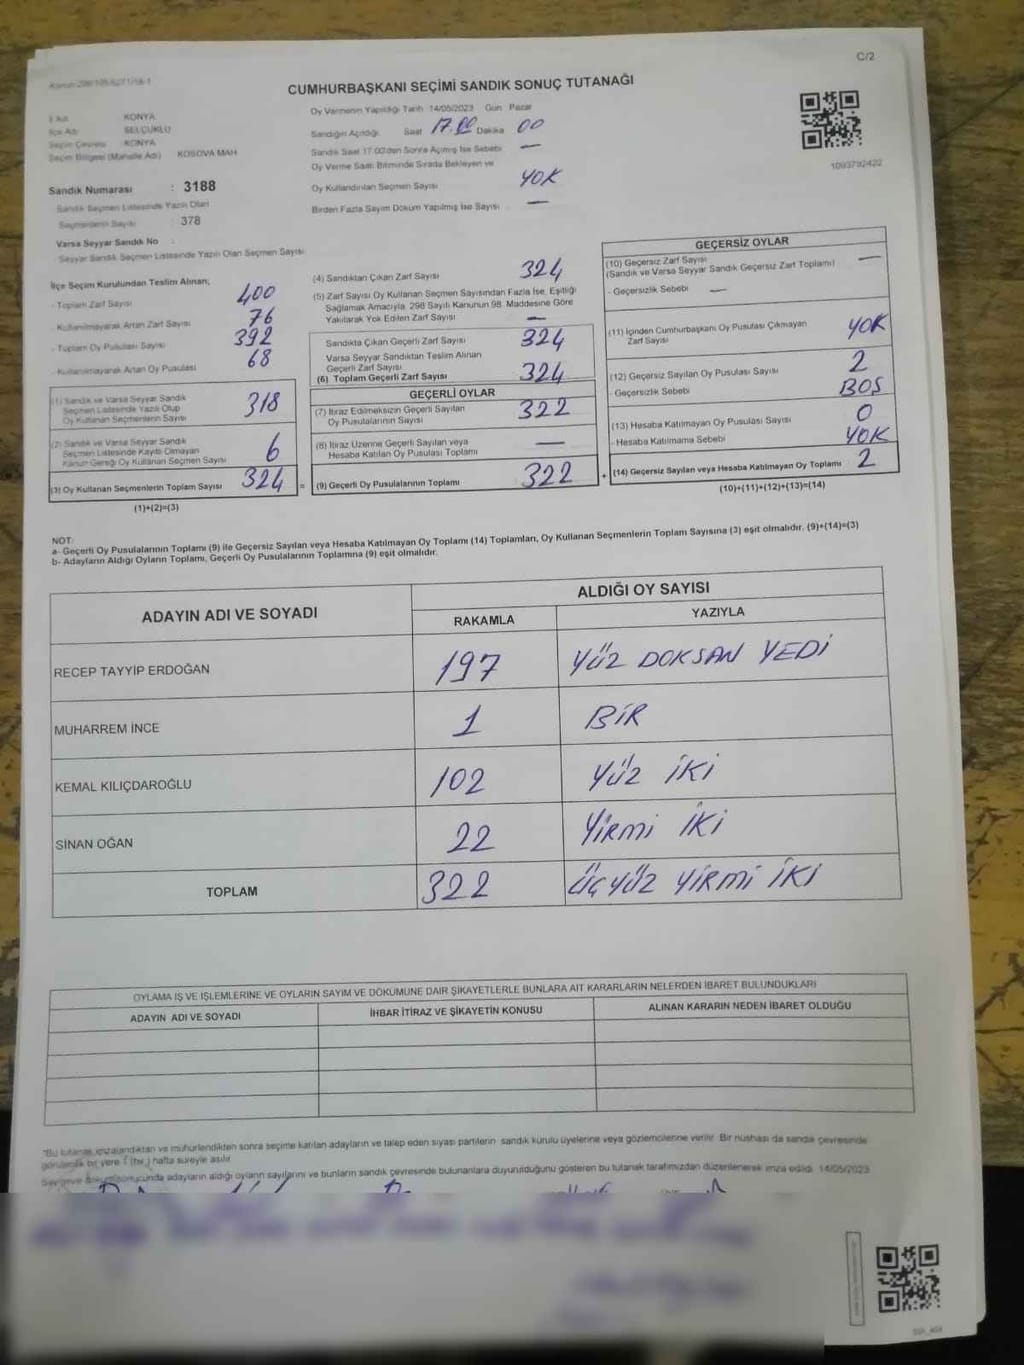 C/2
CUMHURBAŞKANI SEÇİMİ SANDIK SONUÇ TUTANAĞI
Oy Vermenin Yapıldığı Tarih 14/05/2023 Gün Pazar
İl Adı KONYA
İlçe Adı SELÇUKLU
Seçim Çevresi KONYA
Seçim Bölgesi (Mahalle Adı) KOSOVA MAH
Sandığın Açıldığı Saat 17.00 Dakika 00
Sandık Saat 17:00'den Sonra Açılmış İse Sebebi —
Oy Verme Saati Bitiminde Sırada Bekleyen ve
Oy Kullandırılan Seçmen Sayısı YOK
Birden Fazla Sayım Döküm Yapılmış İse Sayısı —
1093792422
Sandık Numarası : 3188
Sandık Seçmen Listesinde Yazılı Olan
Seçmenlerin Sayısı : 378
Varsa Seyyar Sandık No :
Seyyar Sandık Seçmen Listesinde Yazılı Olan Seçmen Sayısı:
İlçe Seçim Kurulundan Teslim Alınan;
- Toplam Zarf Sayısı 400
- Kullanılmayarak Artan Zarf Sayısı 76
- Toplam Oy Pusulası Sayısı 392
- Kullanılmayarak Artan Oy Pusulası 68
(1) Sandık ve Varsa Seyyar Sandık
Seçmen Listesinde Yazılı Olup
Oy Kullanan Seçmenlerin Sayısı 318
(2) Sandık ve Varsa Seyyar Sandık
Seçmen Listesinde Kayıtlı Olmayan
Kanun Gereği Oy Kullanan Seçmen Sayısı 6
(3) Oy Kullanan Seçmenlerin Toplam Sayısı 324 =
(1)+(2)=(3)
(4) Sandıktan Çıkan Zarf Sayısı 324
(5) Zarf Sayısı Oy Kullanan Seçmen Sayısından Fazla İse, Eşitliği
Sağlamak Amacıyla 298 Sayılı Kanunun 98. Maddesine Göre
Yakılarak Yok Edilen Zarf Sayısı —
Sandıkta Çıkan Geçerli Zarf Sayısı 324
Varsa Seyyar Sandıktan Teslim Alınan
Geçerli Zarf Sayısı
(6) Toplam Geçerli Zarf Sayısı 324
GEÇERLİ OYLAR
(7) İtiraz Edilmeksizin Geçerli Sayılan
Oy Pusulalarının Sayısı 322
(8) İtiraz Üzerine Geçerli Sayılan veya
Hesaba Katılan Oy Pusulası Toplamı —
(9) Geçerli Oy Pusulalarının Toplamı 322 +
GEÇERSİZ OYLAR
(10) Geçersiz Zarf Sayısı —
(Sandık ve Varsa Seyyar Sandık Geçersiz Zarf Toplamı)
- Geçersizlik Sebebi —
(11) İçinden Cumhurbaşkanı Oy Pusulası Çıkmayan
Zarf Sayısı YOK
(12) Geçersiz Sayılan Oy Pusulası Sayısı 2
- Geçersizlik Sebebi BOŞ
(13) Hesaba Katılmayan Oy Pusulası Sayısı 0
- Hesaba Katılmama Sebebi YOK
(14) Geçersiz Sayılan veya Hesaba Katılmayan Oy Toplamı 2
(10)+(11)+(12)+(13)=(14)
NOT:
a- Geçerli Oy Pusulalarının Toplamı (9) ile Geçersiz Sayılan veya Hesaba Katılmayan Oy Toplamı (14) Toplamları, Oy Kullanan Seçmenlerin Toplam Sayısına (3) eşit olmalıdır. (9)+(14)=(3)
b- Adayların Aldığı Oyların Toplamı, Geçerli Oy Pusulalarının Toplamına (9) eşit olmalıdır.
ADAYIN ADI VE SOYADI ALDIĞI OY SAYISI
RAKAMLA YAZIYLA
RECEP TAYYİP ERDOĞAN 197 YÜZ DOKSAN YEDİ
MUHARREM İNCE 1 BİR
KEMAL KILIÇDAROĞLU 102 YÜZ İKİ
SİNAN OĞAN 22 YİRMİ İKİ
TOPLAM 322 ÜÇYÜZ YİRMİ İKİ
OYLAMA İŞ VE İŞLEMLERİNE VE OYLARIN SAYIM VE DÖKÜMÜNE DAİR ŞİKAYETLERLE BUNLARA AİT KARARLARIN NELERDEN İBARET BULUNDUKLARI
ADAYIN ADI VE SOYADI İHBAR İTİRAZ VE ŞİKAYETİN KONUSU ALINAN KARARIN NEDEN İBARET OLDUĞU
"Bu tutanak imzalandıktan ve mühürlendikten sonra seçime katılan adayların ve talep eden siyasi partilerin sandık kurulu üyelerine veya gözlemcilerine verilir. Bir nüshası da sandık çevresinde
görülecek bir yere 1 (bir) hafta süreyle asılır.
Sayım ve döküm sonucunda adayların aldığı oyların sayılarını ve bunların sandık çevresinde bulunanlara duyurulduğunu gösteren bu tutanak tarafımızdan düzenlenerek imza edildi. 14/05/2023